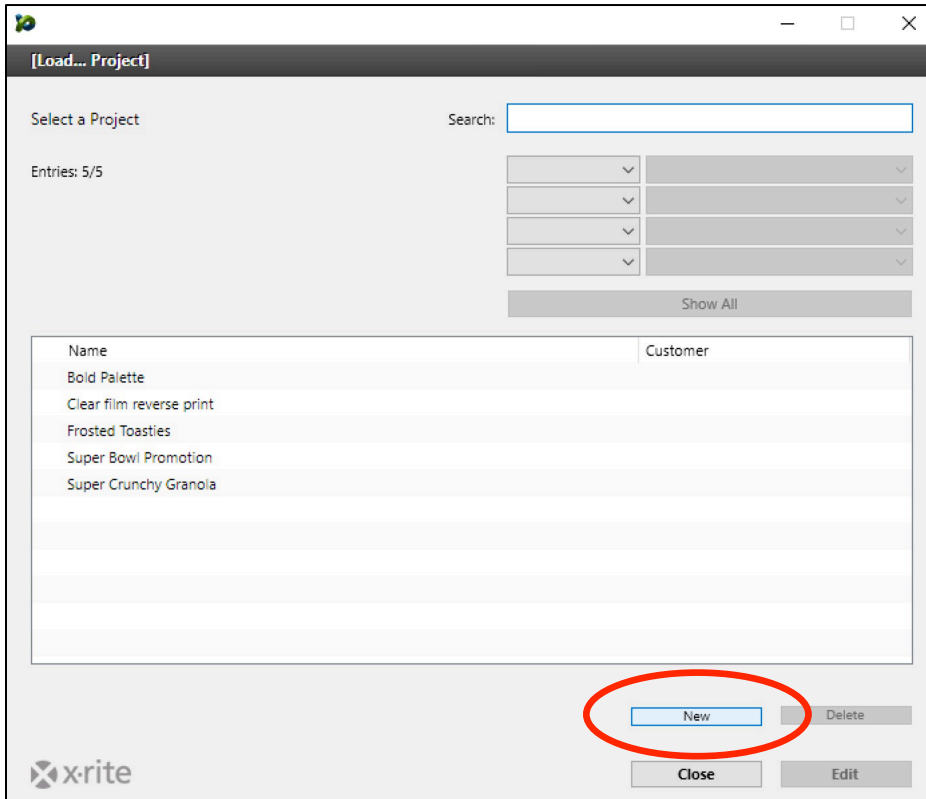 [Load... Project]
Select a Project
Search:
Entries: 5/5
Show All
Name Customer
Bold Palette
Clear film reverse print
Frosted Toasties
Super Bowl Promotion
Super Crunchy Granola
New Delete
x·rite
Close Edit